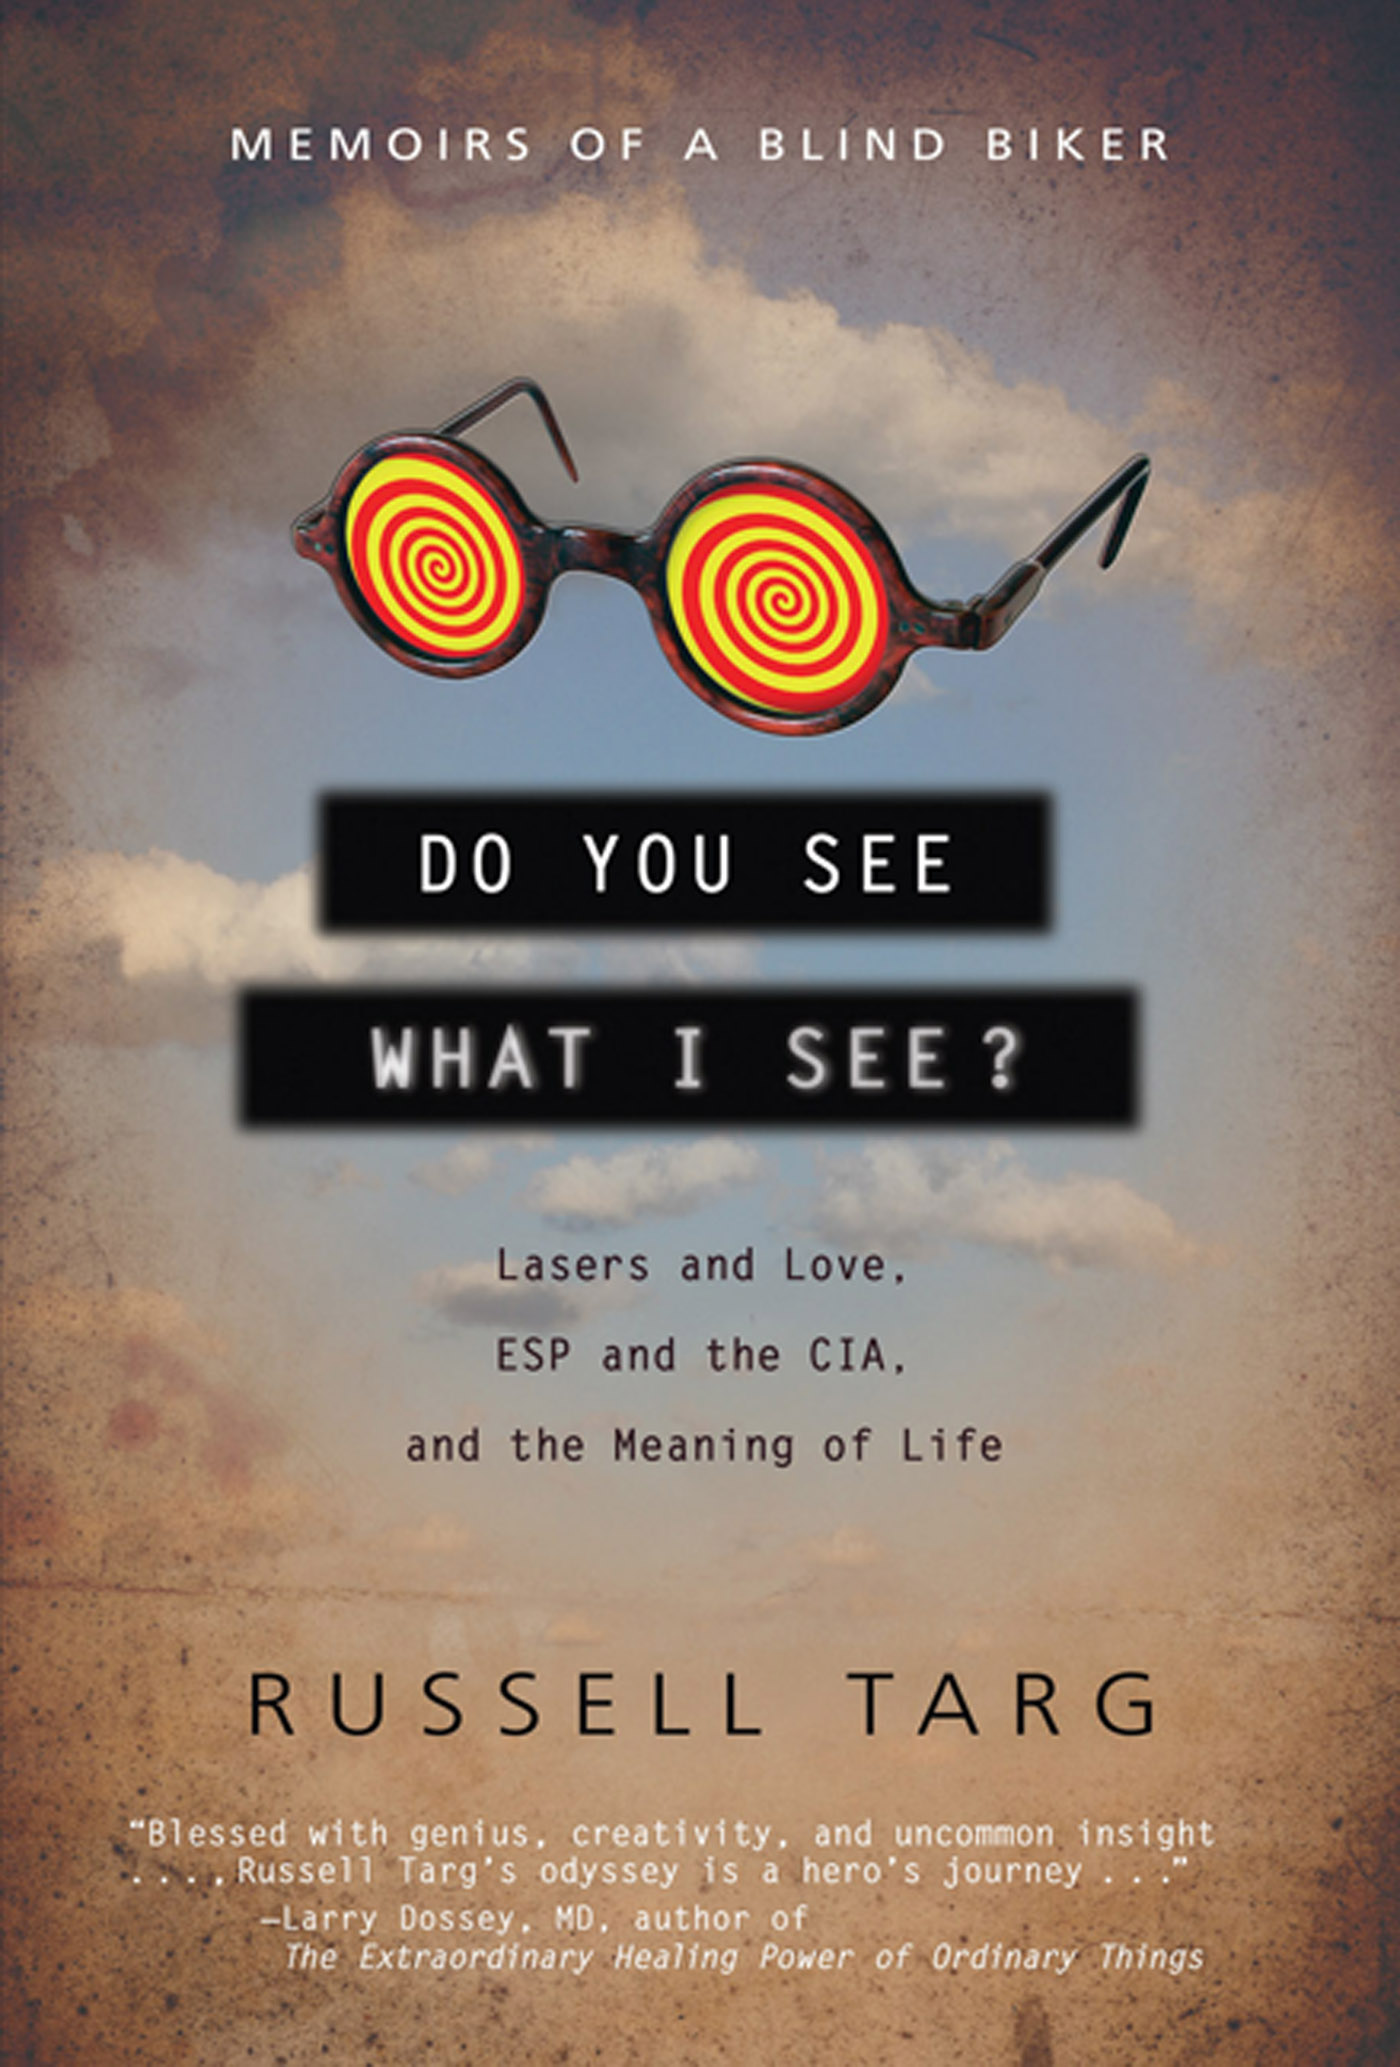 MEMOIRS OF A BLIND BIKER
DO YOU SEE
WHAT I SEE?
Lasers and Love,
ESP and the CIA,
and the Meaning of Life
RUSSELL TARG
“Blessed with genius, creativity, and uncommon insight
....,Russell Targ’s odyssey is a hero’s journey . . .”
—Larry Dossey, MD, author of
The Extraordinary Healing Power of Ordinary Things